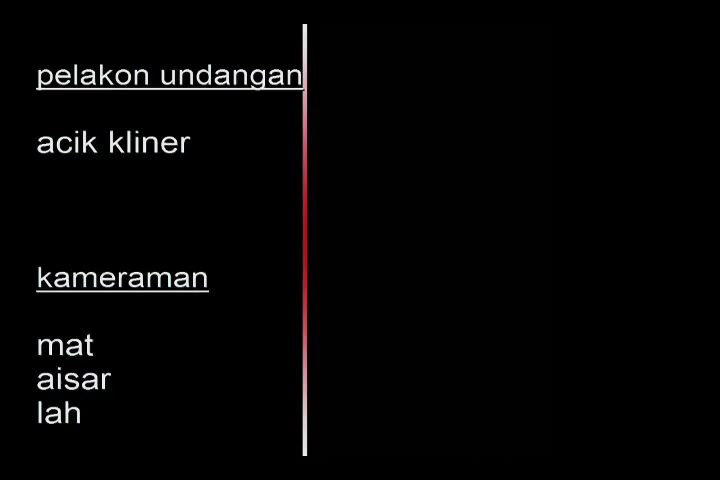 pelakon undangan
acik kliner
kameraman
mat
aisar
lah